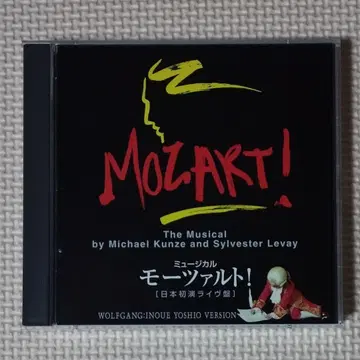 MOZART!
The Musical
by Michael Kunze and Sylvester Levay
ミュージカル
モーツァルト!
[日本初演ライヴ盤]
WOLFGANG:INOUE YOSHIO VERSION